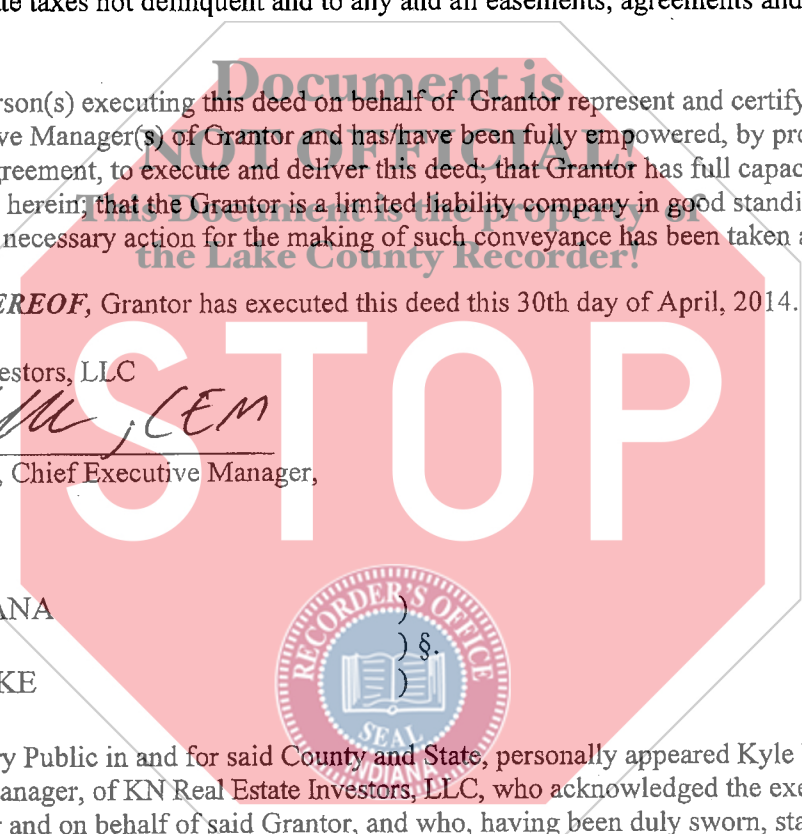 te taxes not delinquent and to any and all easements, agreements and
Document is
rson(s) executing this deed on behalf of Grantor represent and certify
ve Manager(s) of Grantor and has/have been fully empowered, by pro
NOT OFFICIAL!
greement, to execute and deliver this deed; that Grantor has full capac
herein; that the Grantor is a limited liability company in good standi
This Document is the property of
necessary action for the making of such conveyance has been taken a
the Lake County Recorder!
EREOF, Grantor has executed this deed this 30th day of April, 2014.
STOP
estors, LLC
, CEM
, Chief Executive Manager,
ANA )
) §.
KE )
RECORDER'S OFFICE
SEAL
INDIANA
ry Public in and for said County and State, personally appeared Kyle
anager, of KN Real Estate Investors, LLC, who acknowledged the exe
r and on behalf of said Grantor, and who, having been duly sworn, sta